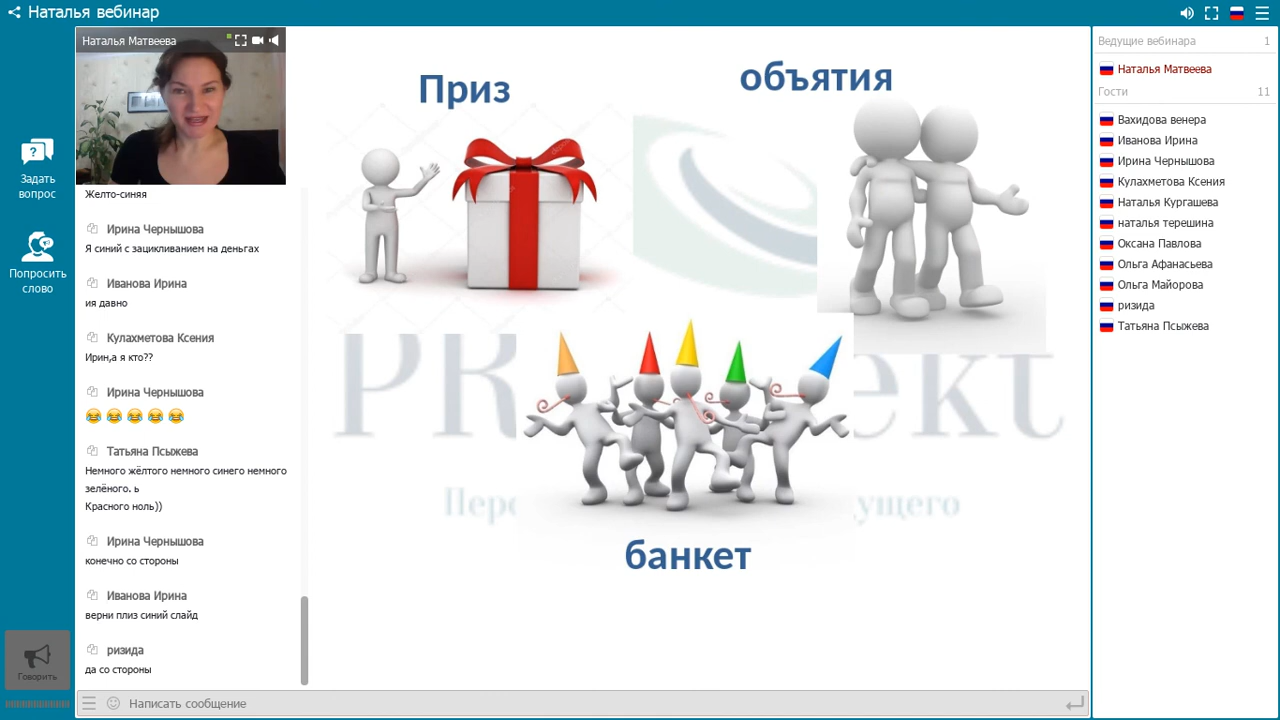 Наталья вебинар
Задать
вопрос
Попросить
слово
Говорить
Наталья Матвеева
Желто-синяя
Ирина Чернышова
Я синий с зацикливанием на деньгах
Иванова Ирина
ия давно
Кулахметова Ксения
Ирин,а я кто??
Ирина Чернышова
😂 😂 😂 😂 😂
Татьяна Псыжева
Немного жёлтого немного синего немного
зелёного. ь
Красного ноль))
Ирина Чернышова
конечно со стороны
Иванова Ирина
верни плиз синий слайд
ризида
да со стороны
Написать сообщение
Приз
объятия
банкет
Ведущие вебинара 1
Наталья Матвеева
Гости 11
Вахидова венера
Иванова Ирина
Ирина Чернышова
Кулахметова Ксения
Наталья Кургашева
наталья терешина
Оксана Павлова
Ольга Афанасьева
Ольга Майорова
ризида
Татьяна Псыжева